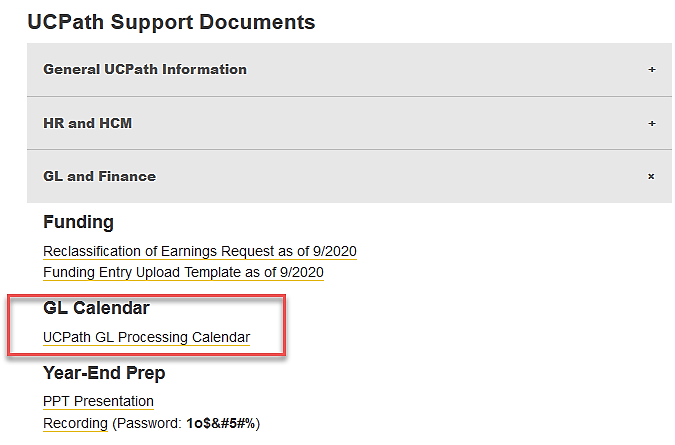 UCPath Support Documents
General UCPath Information +
HR and HCM +
GL and Finance ×
Funding
Reclassification of Earnings Request as of 9/2020
Funding Entry Upload Template as of 9/2020
GL Calendar
UCPath GL Processing Calendar
Year-End Prep
PPT Presentation
Recording (Password: 1o$&#5#%)